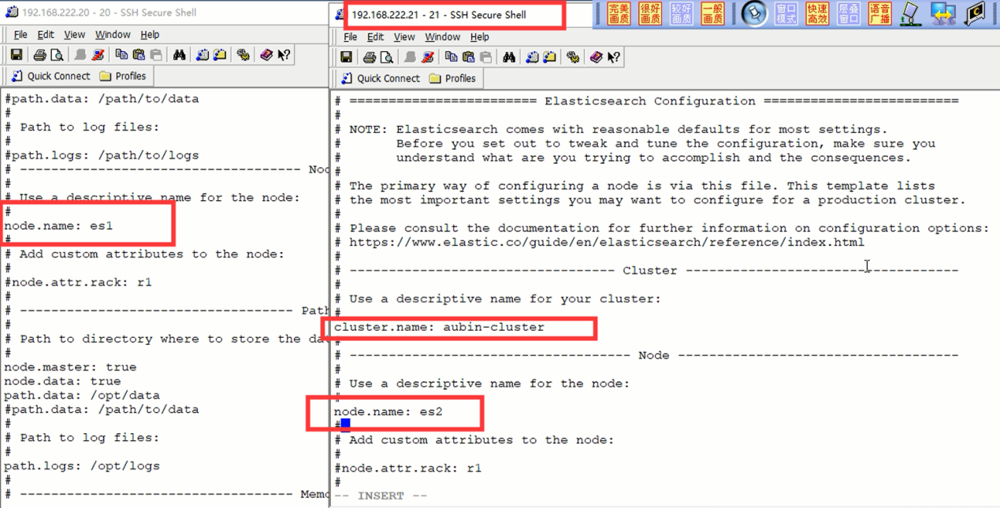 192.168.222.20 - 20 - SSH Secure Shell
File Edit View Window Help
Quick Connect Profiles
#path.data: /path/to/data
#
# Path to log files:
#
#path.logs: /path/to/logs
# ------------------------------------ Noc
#
# Use a descriptive name for the node:
#
node.name: es1
#
# Add custom attributes to the node:
#
#node.attr.rack: r1
#
# ----------------------------------- Path
#
# Path to directory where to store the da
#
node.master: true
node.data: true
path.data: /opt/data
#path.data: /path/to/data
#
# Path to log files:
#
path.logs: /opt/logs
#
# ----------------------------------- Memo
192.168.222.21 - 21 - SSH Secure Shell
完美画质 很好画质 较好画质 一般画质 窗口模式 快速高效 层叠窗口 语音广播
File Edit View Window Help
Quick Connect Profiles
# ======================== Elasticsearch Configuration =========================
#
# NOTE: Elasticsearch comes with reasonable defaults for most settings.
# Before you set out to tweak and tune the configuration, make sure you
# understand what are you trying to accomplish and the consequences.
#
# The primary way of configuring a node is via this file. This template lists
# the most important settings you may want to configure for a production cluster.
#
# Please consult the documentation for further information on configuration options:
# https://www.elastic.co/guide/en/elasticsearch/reference/index.html
#
# ---------------------------------- Cluster -----------------------------------
#
# Use a descriptive name for your cluster:
#
cluster.name: aubin-cluster
#
# ------------------------------------ Node ------------------------------------
#
# Use a descriptive name for the node:
#
node.name: es2
#
# Add custom attributes to the node:
#
#node.attr.rack: r1
#
-- INSERT --